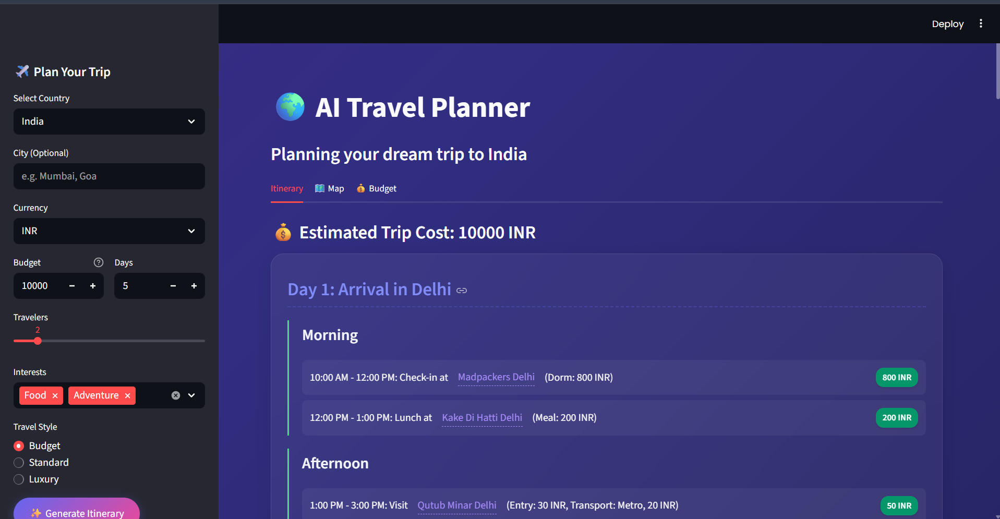 Deploy
Plan Your Trip
Select Country
India
City (Optional)
e.g. Mumbai, Goa
Currency
INR
Budget
Days
10000
5
Travelers
2
Interests
Food
Adventure
Travel Style
Budget
Standard
Luxury
Generate Itinerary
AI Travel Planner
Planning your dream trip to India
Itinerary
Map
Budget
Estimated Trip Cost: 10000 INR
Day 1: Arrival in Delhi
Morning
10:00 AM - 12:00 PM: Check-in at Madpackers Delhi (Dorm: 800 INR)
800 INR
12:00 PM - 1:00 PM: Lunch at Kake Di Hatti Delhi (Meal: 200 INR)
200 INR
Afternoon
1:00 PM - 3:00 PM: Visit Qutub Minar Delhi (Entry: 30 INR, Transport: Metro, 20 INR)
50 INR